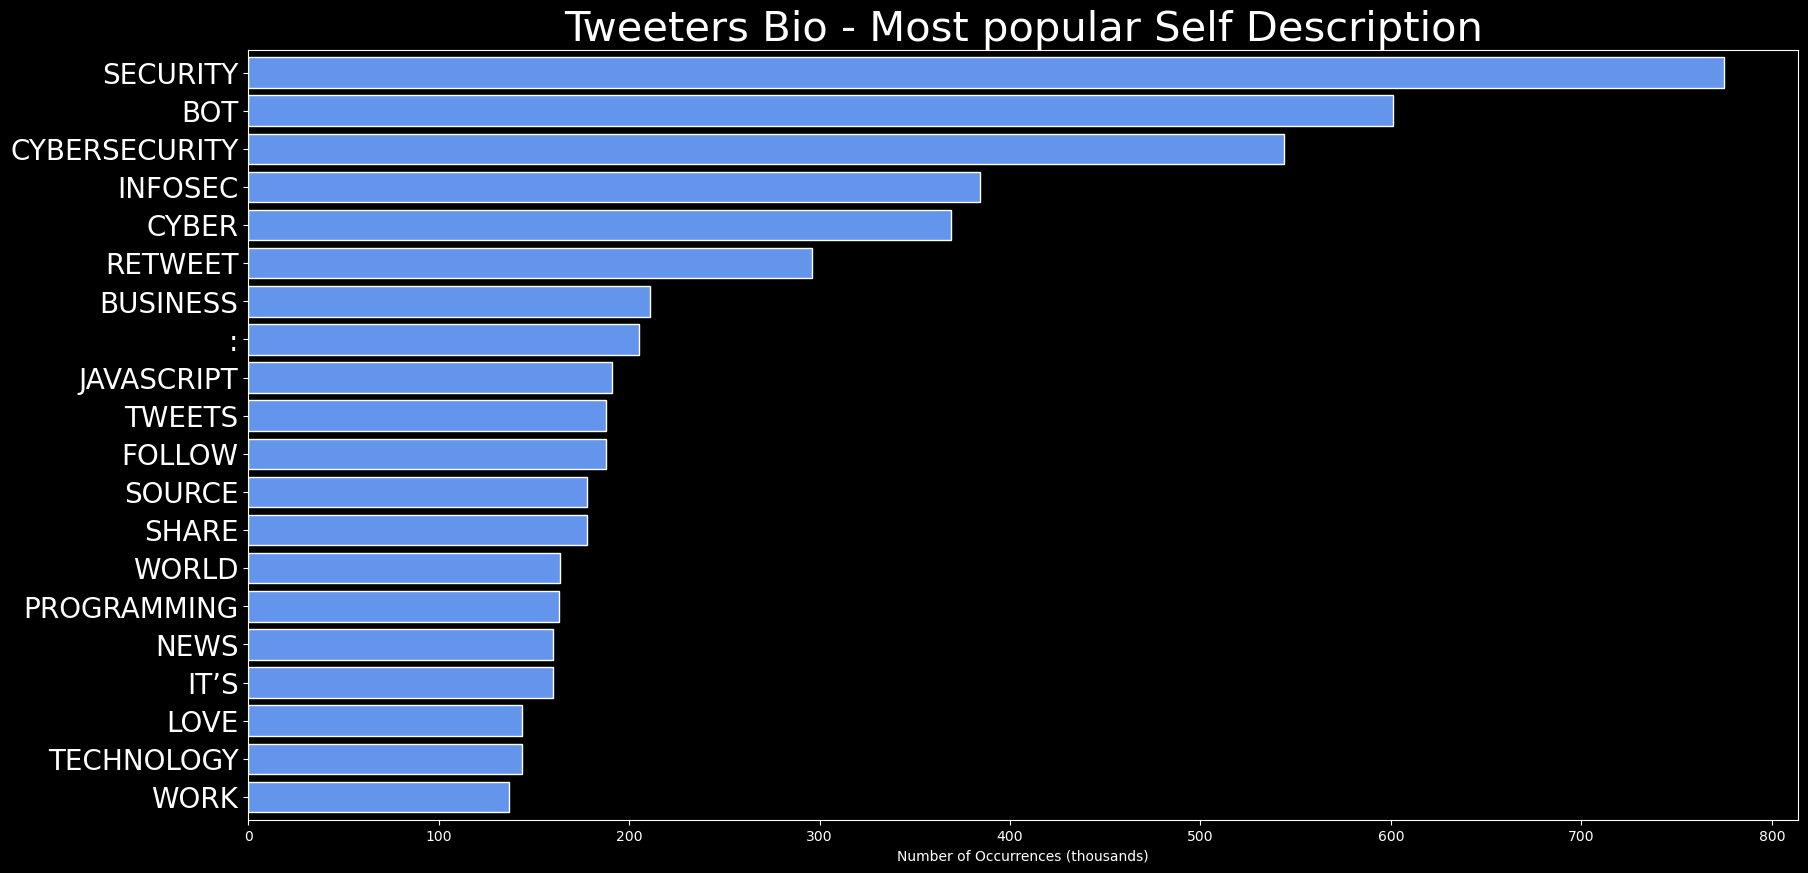 Tweeters Bio - Most popular Self Description
SECURITY
BOT
CYBERSECURITY
INFOSEC
CYBER
RETWEET
BUSINESS
:
JAVASCRIPT
TWEETS
FOLLOW
SOURCE
SHARE
WORLD
PROGRAMMING
NEWS
IT’S
LOVE
TECHNOLOGY
WORK
0 100 200 300 400 500 600 700 800
Number of Occurrences (thousands)